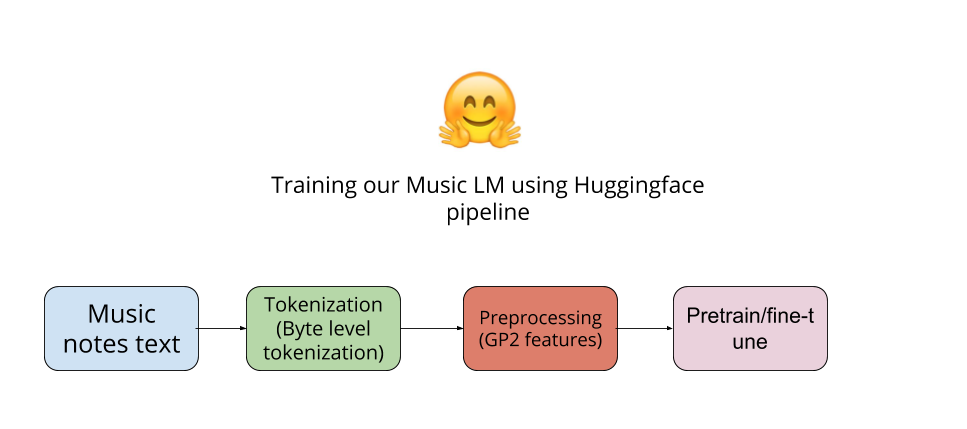 Training our Music LM using Huggingface
pipeline
Music
notes text
Tokenization
(Byte level
tokenization)
Preprocessing
(GP2 features)
Pretrain/fine-t
une